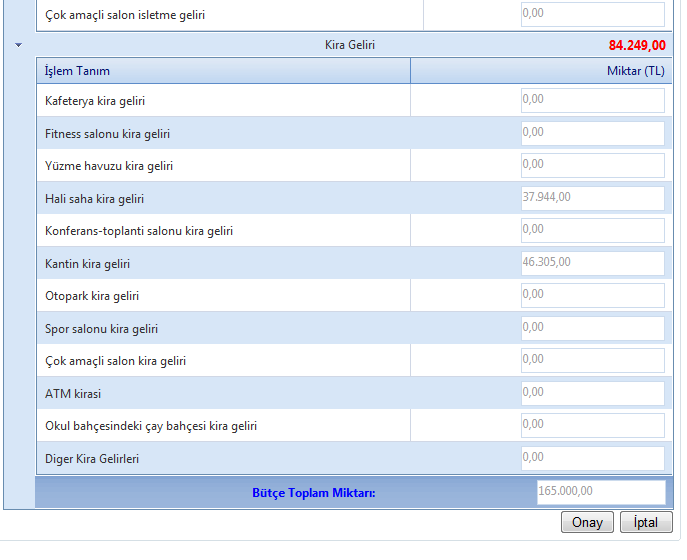 Çok amaçli salon isletme geliri 0,00
Kira Geliri 84.249,00
İşlem Tanım Miktar (TL)
Kafeterya kira geliri 0,00
Fitness salonu kira geliri 0,00
Yüzme havuzu kira geliri 0,00
Hali saha kira geliri 37.944,00
Konferans-toplanti salonu kira geliri 0,00
Kantin kira geliri 46.305,00
Otopark kira geliri 0,00
Spor salonu kira geliri 0,00
Çok amaçli salon kira geliri 0,00
ATM kirasi 0,00
Okul bahçesindeki çay bahçesi kira geliri 0,00
Diger Kira Gelirleri 0,00
Bütçe Toplam Miktarı: 165.000,00
Onay İptal